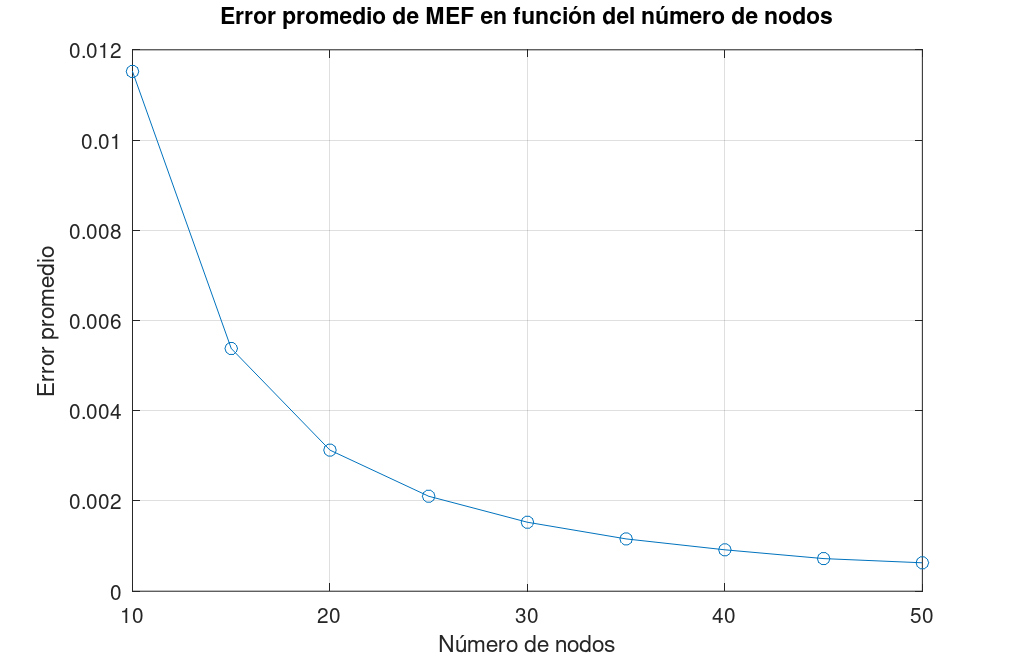 Error promedio de MEF en función del número de nodos
0.012
0.01
0.008
0.006
0.004
0.002
0
Error promedio
10 20 30 40 50
Número de nodos